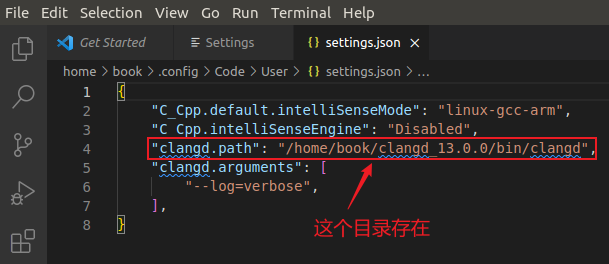 File Edit Selection View Go Run Terminal Help
Get Started Settings {} settings.json ×
home > book > .config > Code > User > {} settings.json > ...
1 {
2 "C_Cpp.default.intelliSenseMode": "linux-gcc-arm",
3 "C_Cpp.intelliSenseEngine": "Disabled",
4 "clangd.path": "/home/book/clangd_13.0.0/bin/clangd",
5 "clangd.arguments": [
6 "--log=verbose",
7 ],
8 }
这个目录存在